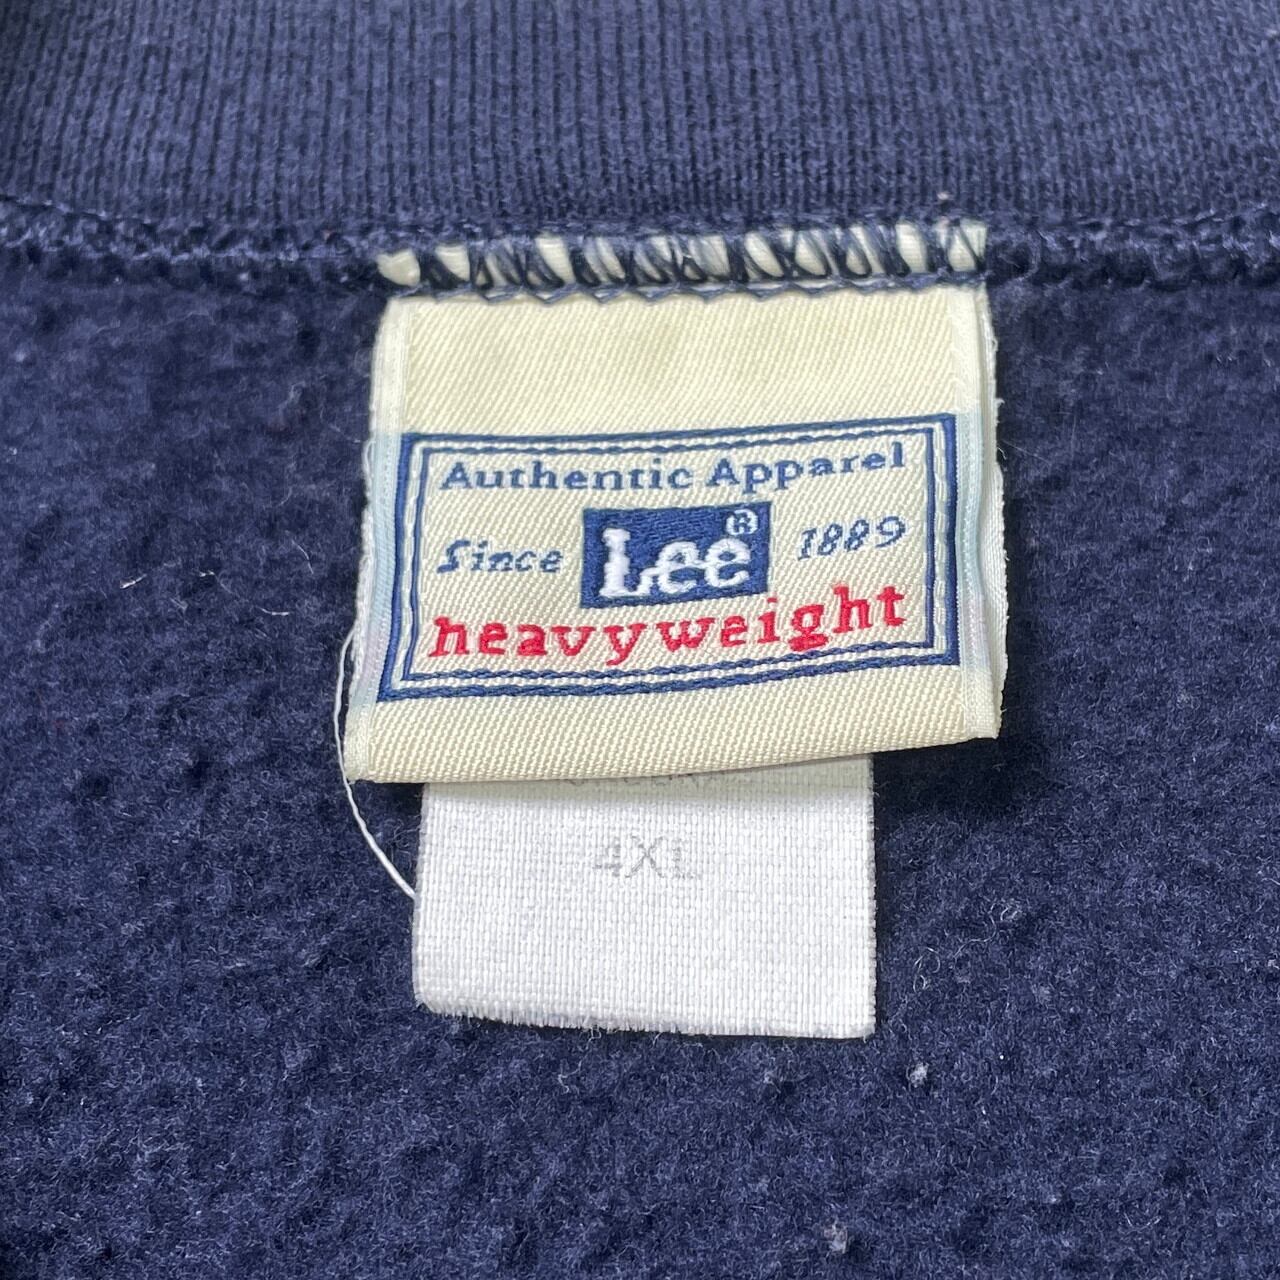 Authentic Apparel
Since Lee® 1889
heavyweight
4XL